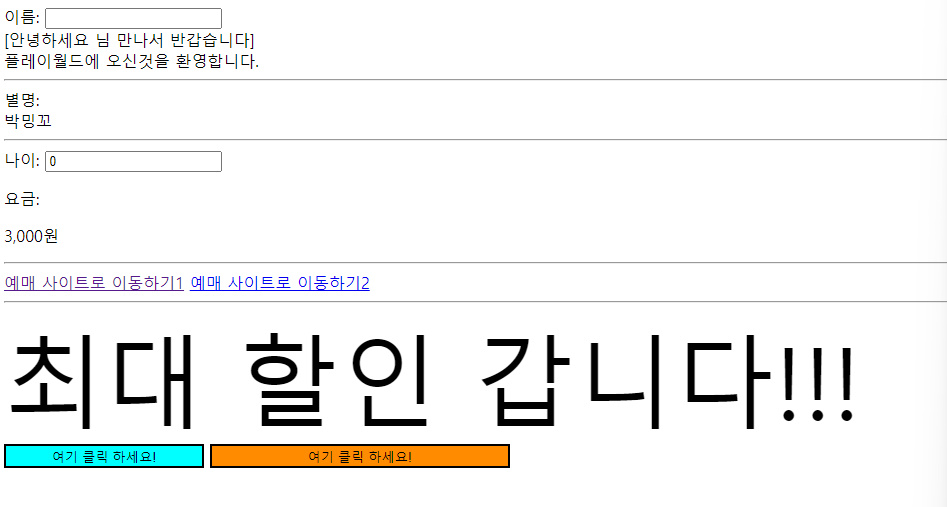 이름:
[안녕하세요 님 만나서 반갑습니다]
플레이월드에 오신것을 환영합니다.
별명:
박밍꼬
나이: 0
요금:
3,000원
예매 사이트로 이동하기1 예매 사이트로 이동하기2
최대 할인 갑니다!!!
여기 클릭 하세요! 여기 클릭 하세요!